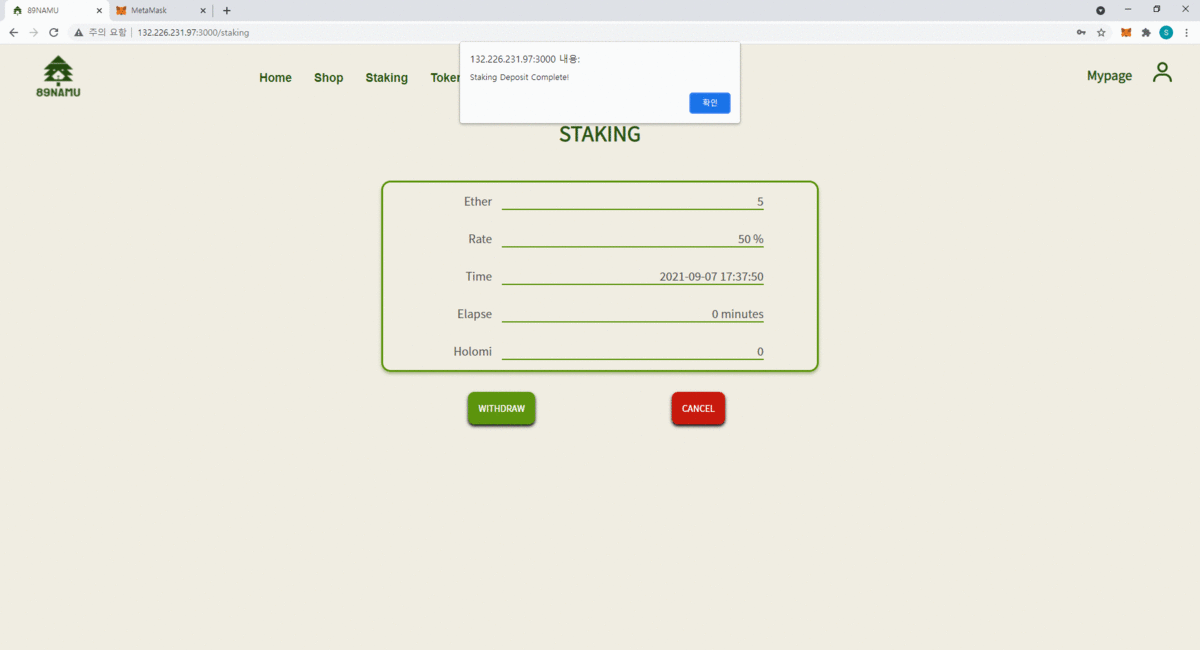 89NAMU
MetaMask
주의 요함 | 132.226.231.97:3000/staking
S
89NAMU
Home Shop Staking Token
Mypage
132.226.231.97:3000 내용:
Staking Deposit Complete!
확인
STAKING
Ether 5
Rate 50 %
Time 2021-09-07 17:37:50
Elapse 0 minutes
Holomi 0
WITHDRAW CANCEL